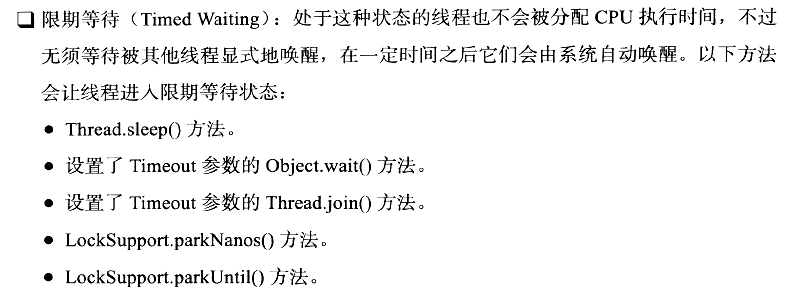 ❑ 限期等待（Timed Waiting）：处于这种状态的线程也不会被分配 CPU 执行时间，不过
无须等待被其他线程显式地唤醒，在一定时间之后它们会由系统自动唤醒。以下方法
会让线程进入限期等待状态：
● Thread.sleep() 方法。
● 设置了 Timeout 参数的 Object.wait() 方法。
● 设置了 Timeout 参数的 Thread.join() 方法。
● LockSupport.parkNanos() 方法。
● LockSupport.parkUntil() 方法。